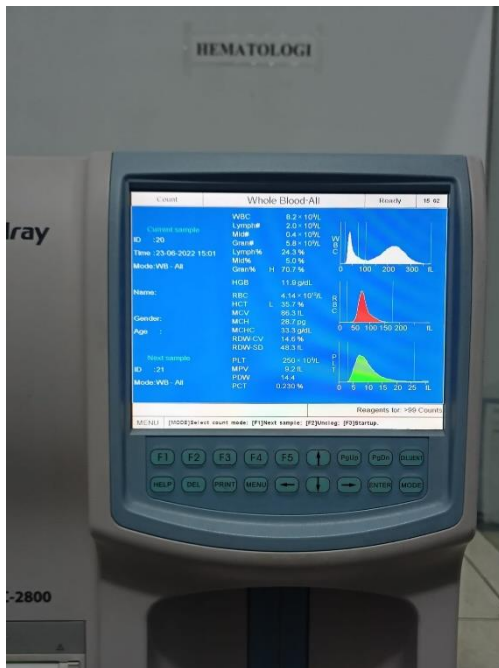 HEMATOLOGI
lray
Count Whole Blood-All Ready 15 02
Current sample
ID :20
Time :23-06-2022 15:01
Mode:WB - All
Name:
Gender:
Age :
Next sample
ID :21
Mode:WB - All
WBC 8.2 × 10⁹/L
Lymph# 2.0 × 10⁹/L
Mid# 0.4 × 10⁹/L
Gran# 5.8 × 10⁹/L
Lymph% 24.3 %
Mid% 5.0 %
Gran% H 70.7 %
HGB 11.9 g/dL
RBC 4.14 × 10¹²/L
HCT L 35.7 %
MCV 86.3 fL
MCH 28.7 pg
MCHC 33.3 g/dL
RDW-CV 14.6 %
RDW-SD 48.3 fL
PLT 250 × 10⁹/L
MPV 9.2 fL
PDW 14.4
PCT 0.230 %
WBC
0 100 200 300 fL
RBC
0 50 100 150 200 fL
PLT
0 5 10 15 20 25 fL
Reagents for: >99 Counts
MENU [MODE]Select count mode; [F1]Next sample; [F2]Unclog; [F3]Startup.
F1 F2 F3 F4 F5 PgUp PgDn DILUENT
HELP DEL PRINT MENU ENTER MODE
C-2800